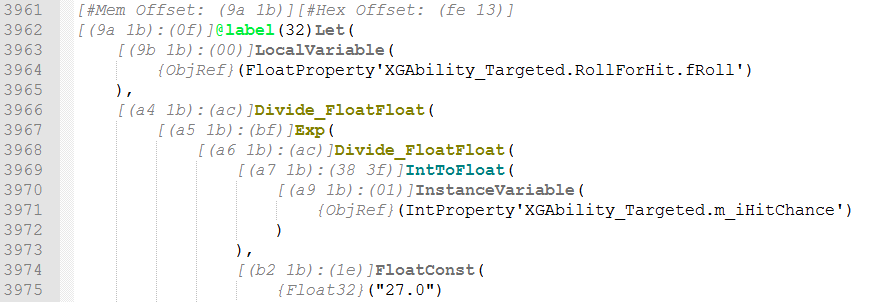 3961 [#Mem Offset: (9a 1b)][#Hex Offset: (fe 13)]
3962 [(9a 1b):(0f)]@label(32)Let(
3963 [(9b 1b):(00)]LocalVariable(
3964 {ObjRef}(FloatProperty'XGAbility_Targeted.RollForHit.fRoll')
3965 ),
3966 [(a4 1b):(ac)]Divide_FloatFloat(
3967 [(a5 1b):(bf)]Exp(
3968 [(a6 1b):(ac)]Divide_FloatFloat(
3969 [(a7 1b):(38 3f)]IntToFloat(
3970 [(a9 1b):(01)]InstanceVariable(
3971 {ObjRef}(IntProperty'XGAbility_Targeted.m_iHitChance')
3972 )
3973 ),
3974 [(b2 1b):(1e)]FloatConst(
3975 {Float32}("27.0")